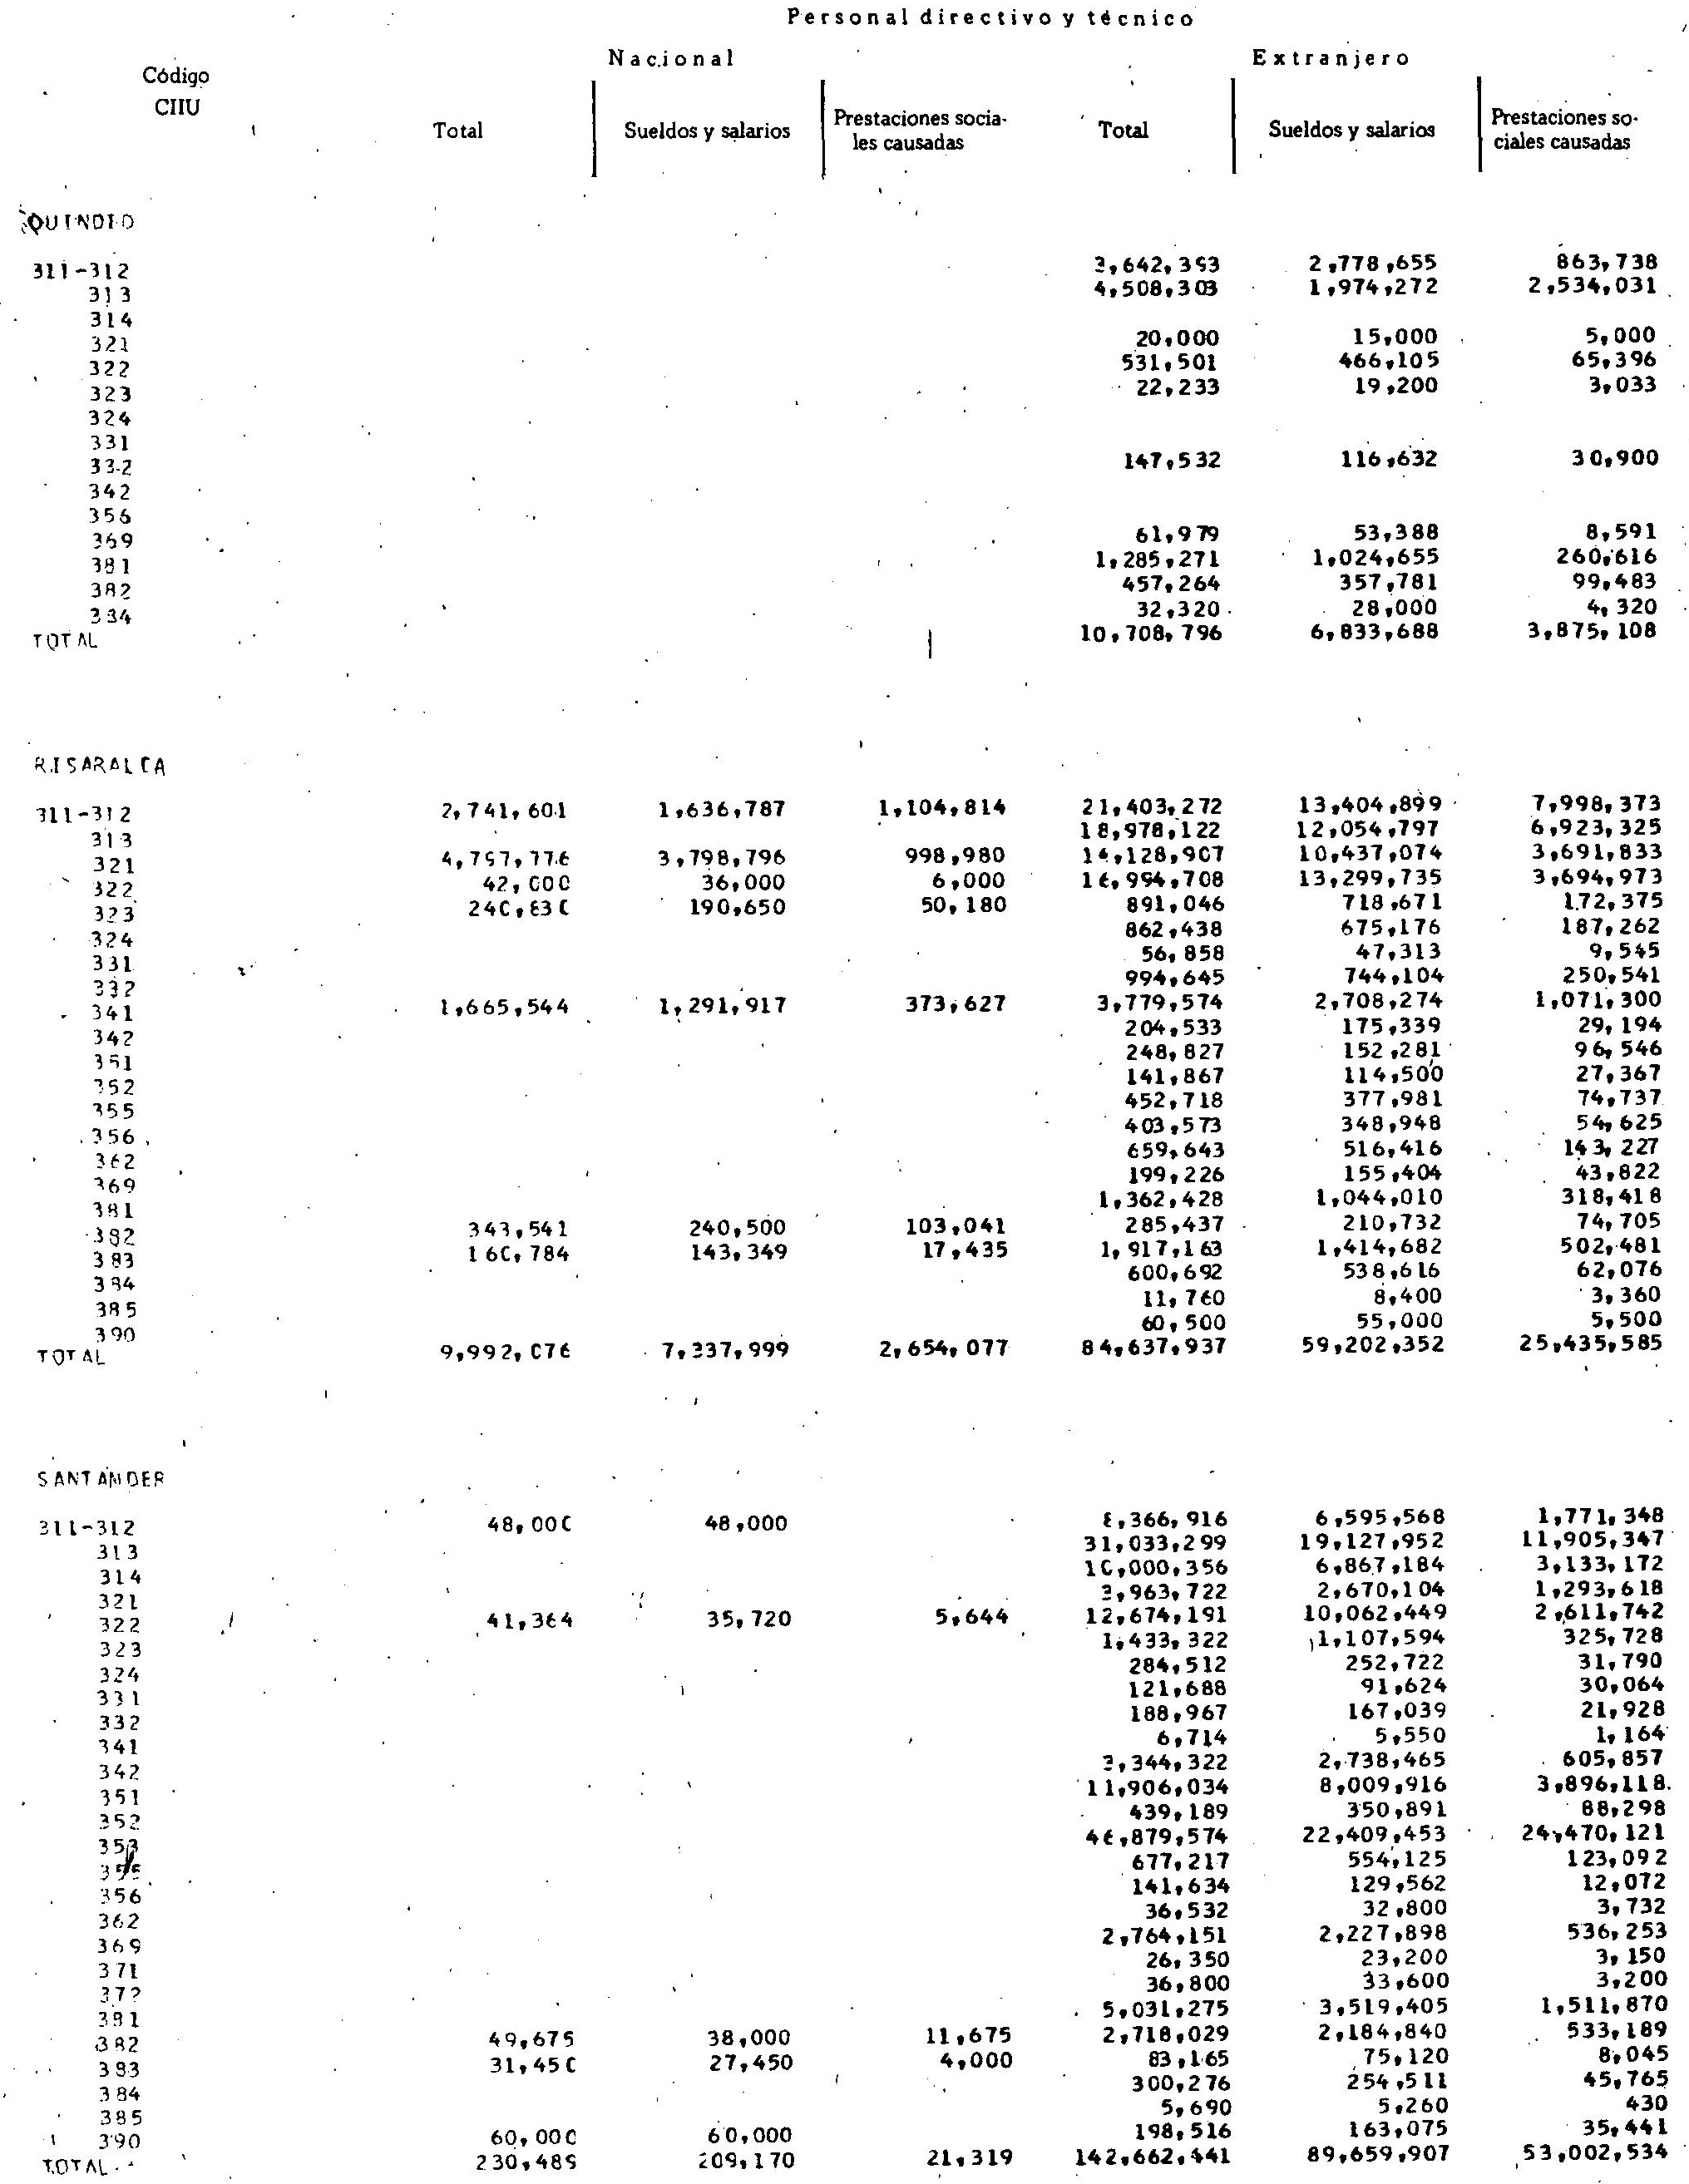 Personal directivo y técnico
Nacional Extranjero
Código
CIIU
Total Sueldos y salarios Prestaciones socia-
les causadas Total Sueldos y salarios Prestaciones so-
ciales causadas
QUINDIO
311-312 3,642,393 2,778,655 863,738
313 4,508,303 1,974,272 2,534,031
314
321 20,000 15,000 5,000
322 531,501 466,105 65,396
323 22,233 19,200 3,033
324
331
332 147,532 116,632 30,900
342
356
369 61,979 53,388 8,591
381 1,285,271 1,024,655 260,616
382 457,264 357,781 99,483
384 32,320 28,000 4,320
TOTAL 10,708,796 6,833,688 3,875,108
RISARALDA
311-312 2,741,601 1,636,787 1,104,814 21,403,272 13,404,899 7,998,373
313 18,978,122 12,054,797 6,923,325
321 4,797,776 3,798,796 998,980 14,128,907 10,437,074 3,691,833
322 42,000 36,000 6,000 16,994,708 13,299,735 3,694,973
323 240,830 190,650 50,180 891,046 718,671 172,375
324 862,438 675,176 187,262
331 56,858 47,313 9,545
332 994,645 744,104 250,541
341 1,665,544 1,291,917 373,627 3,779,574 2,708,274 1,071,300
342 204,533 175,339 29,194
351 248,827 152,281 96,546
352 141,867 114,500 27,367
355 452,718 377,981 74,737
356 403,573 348,948 54,625
362 659,643 516,416 143,227
369 199,226 155,404 43,822
381 1,362,428 1,044,010 318,418
382 343,541 240,500 103,041 285,437 210,732 74,705
383 160,784 143,349 17,435 1,917,163 1,414,682 502,481
384 600,692 538,616 62,076
385 11,760 8,400 3,360
390 60,500 55,000 5,500
TOTAL 9,992,076 7,337,999 2,654,077 84,637,937 59,202,352 25,435,585
SANTANDER
311-312 48,000 48,000 8,366,916 6,595,568 1,771,348
313 31,033,299 19,127,952 11,905,347
314 10,000,356 6,867,184 3,133,172
321 3,963,722 2,670,104 1,293,618
322 41,364 35,720 5,644 12,674,191 10,062,449 2,611,742
323 1,433,322 1,107,594 325,728
324 284,512 252,722 31,790
331 121,688 91,624 30,064
332 188,967 167,039 21,928
341 6,714 5,550 1,164
342 3,344,322 2,738,465 605,857
351 11,906,034 8,009,916 3,896,118
352 439,189 350,891 88,298
353 46,879,574 22,409,453 24,470,121
355 677,217 554,125 123,092
356 141,634 129,562 12,072
362 36,532 32,800 3,732
369 2,764,151 2,227,898 536,253
371 26,350 23,200 3,150
372 36,800 33,600 3,200
381 5,031,275 3,519,405 1,511,870
382 49,675 38,000 11,675 2,718,029 2,184,840 533,189
383 31,450 27,450 4,000 83,165 75,120 8,045
384 300,276 254,511 45,765
385 5,690 5,260 430
390 60,000 60,000 198,516 163,075 35,441
TOTAL 230,489 209,170 21,319 142,662,441 89,659,907 53,002,534